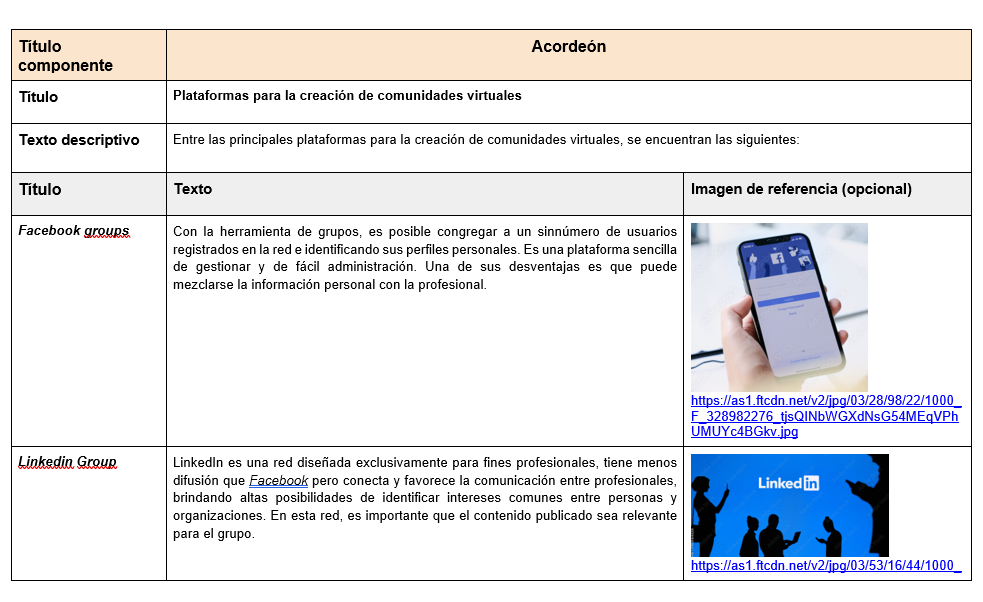 Título
componente
Acordeón
Título
Plataformas para la creación de comunidades virtuales
Texto descriptivo
Entre las principales plataformas para la creación de comunidades virtuales, se encuentran las siguientes:
Título
Texto
Imagen de referencia (opcional)
Facebook groups
Con la herramienta de grupos, es posible congregar a un sinnúmero de usuarios
registrados en la red e identificando sus perfiles personales. Es una plataforma sencilla
de gestionar y de fácil administración. Una de sus desventajas es que puede
mezclarse la información personal con la profesional.
https://as1.ftcdn.net/v2/jpg/03/28/98/22/1000_
F_328982276_tjsQINbWGXdNsG54MEqVPh
UMUYc4BGkv.jpg
Linkedin Group
LinkedIn es una red diseñada exclusivamente para fines profesionales, tiene menos
difusión que Facebook pero conecta y favorece la comunicación entre profesionales,
brindando altas posibilidades de identificar intereses comunes entre personas y
organizaciones. En esta red, es importante que el contenido publicado sea relevante
para el grupo.
Linked in
https://as1.ftcdn.net/v2/jpg/03/53/16/44/1000_